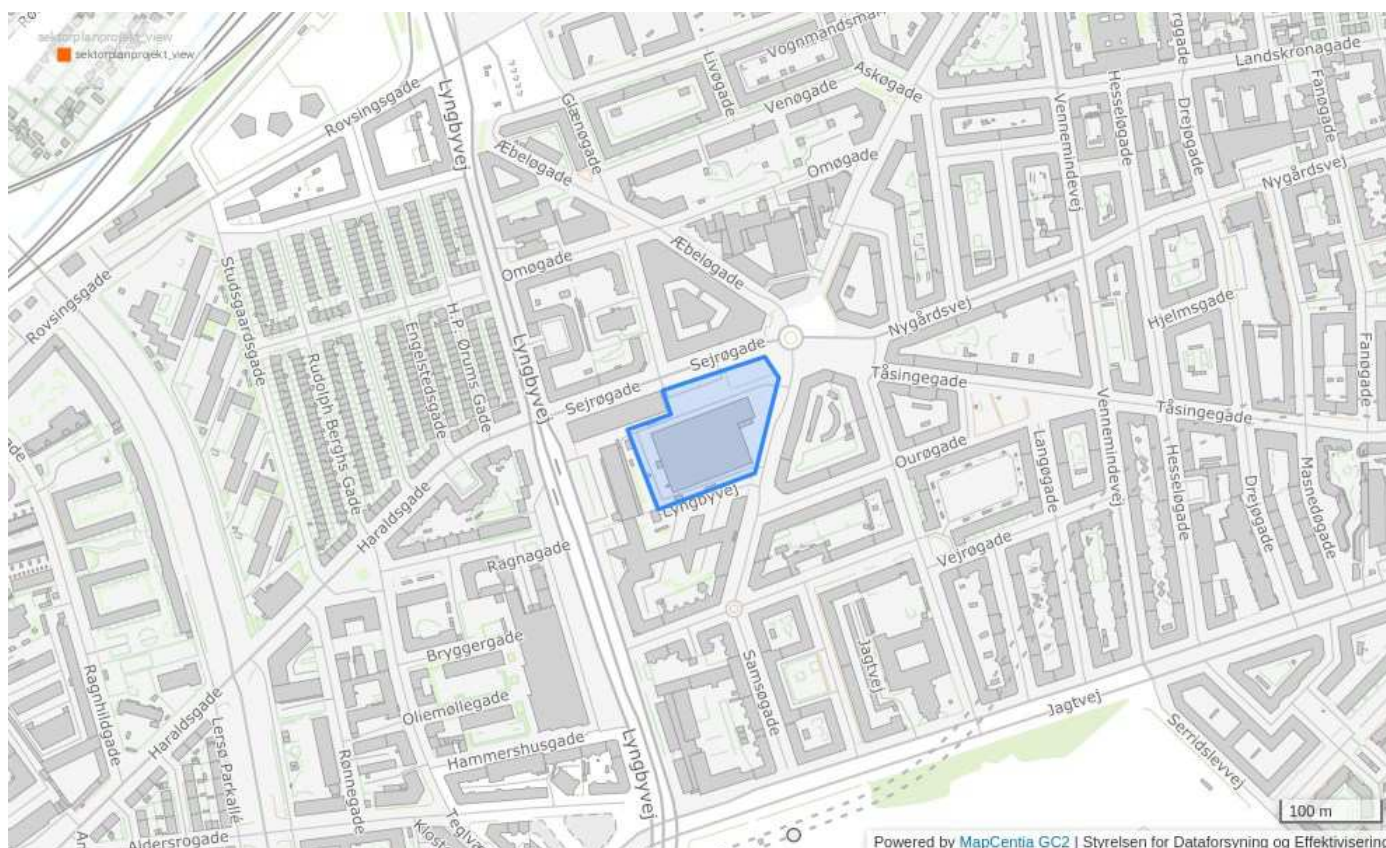 sektorplanprojekt_view
sektorplanprojekt_view
Rovsingsgade
Lyngbyvej
Glænøgade
Livøgade
Venøgade
Askøgade
Vennemindevej
Hesseløgade
Drejøgade
Landskronagade
Fanøgade
Æbeløgade
Omøgade
Nygårdsvej
Studsgaardsgade
Rovsingsgade
Omøgade
Æbeløgade
H.P. Ørums Gade
Engelstedsgade
Rudolph Berghs Gade
Lyngbyvej
Nygårdsvej
Hjelmsgade
Fanøgade
Sejrøgade
Sejrøgade
Tåsingegade
Tåsingegade
Ourøgade
Langøgade
Vennemindevej
Hesseløgade
Drejøgade
Masnedøgade
Haraldsgade
Lyngbyvej
Ragnagade
Vejrøgade
Bryggergade
Jagtvej
Samsøgade
Oliemøllegade
Ragnhildgade
Haraldsgade
Lersø Parkallé
Rønnegade
Hammershusgade
Lyngbyvej
Jagtvej
Serridslevvej
100 m
Aldersrogade
Powered by MapCentia GC2 | Styrelsen for Dataforsyning og Effektivisering